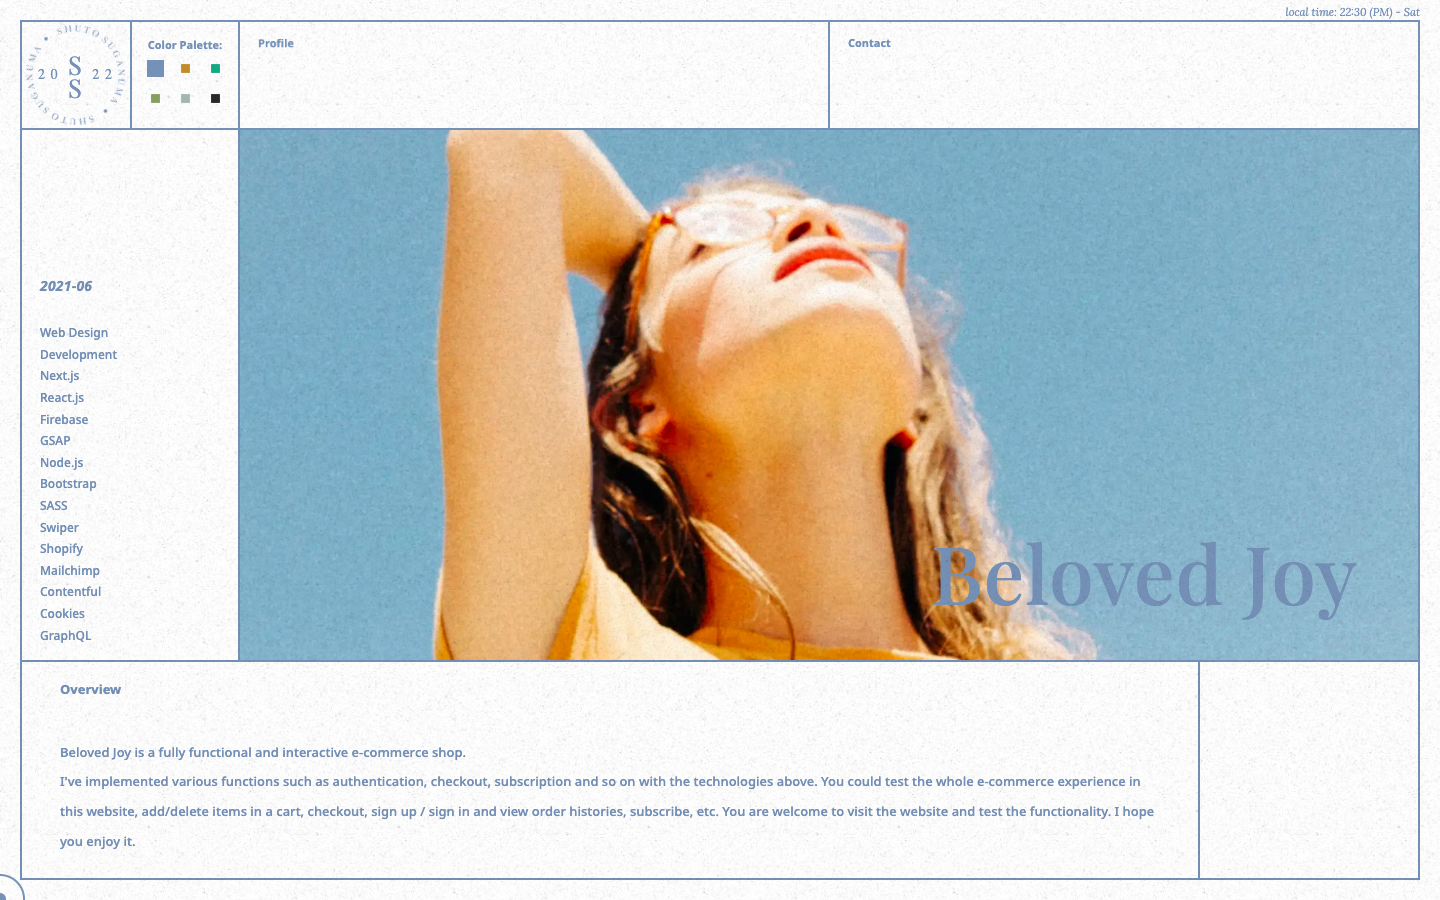 local time: 22:30 (PM) - Sat
SHUTO SUGANUMA • SHUTO SUGANUMA •
20 SS 22
Color Palette:
Profile
Contact
2021-06
Web Design
Development
Next.js
React.js
Firebase
GSAP
Node.js
Bootstrap
SASS
Swiper
Shopify
Mailchimp
Contentful
Cookies
GraphQL
Beloved Joy
Overview
Beloved Joy is a fully functional and interactive e-commerce shop.
I've implemented various functions such as authentication, checkout, subscription and so on with the technologies above. You could test the whole e-commerce experience in
this website, add/delete items in a cart, checkout, sign up / sign in and view order histories, subscribe, etc. You are welcome to visit the website and test the functionality. I hope
you enjoy it.